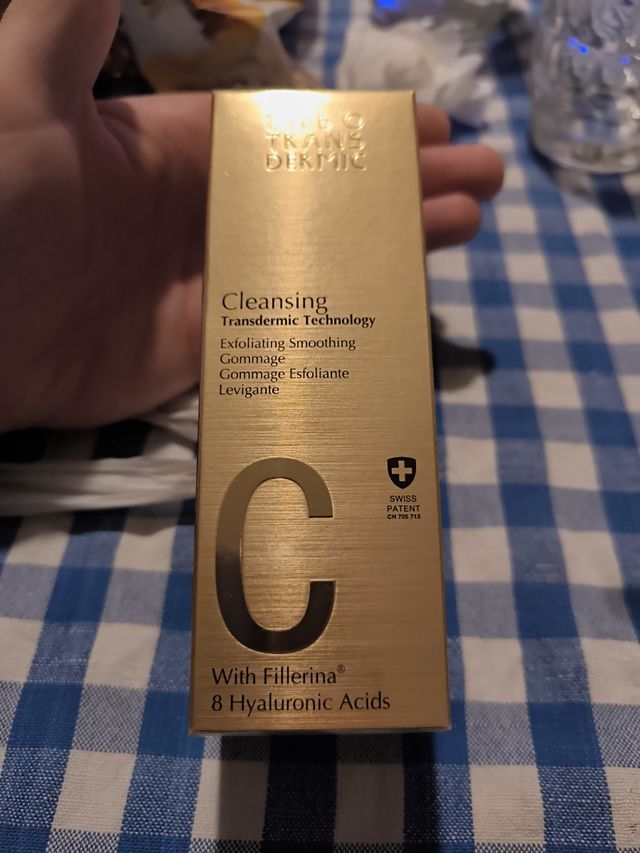 LABO
TRANS
DERMIC
Cleansing
Transdermic Technology
Exfoliating Smoothing
Gommage
Gommage Esfoliante
Levigante
C
SWISS
PATENT
CH 705 713
With Fillerina®
8 Hyaluronic Acids